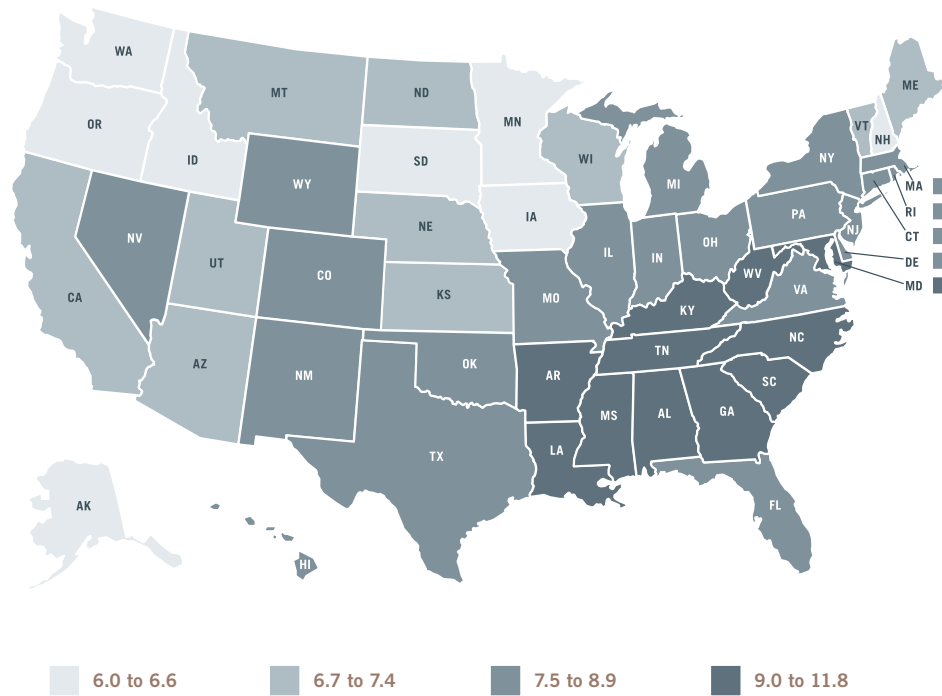 WA
MT
ND
MN
ME
OR
ID
SD
WI
VT
NH
WY
MI
NY
MA
RI
CT
NV
UT
CO
NE
IA
IL
IN
OH
PA
NJ
DE
MD
CA
KS
MO
WV
VA
KY
AZ
NM
OK
AR
TN
NC
SC
TX
LA
MS
AL
GA
FL
AK
HI
6.0 to 6.6
6.7 to 7.4
7.5 to 8.9
9.0 to 11.8